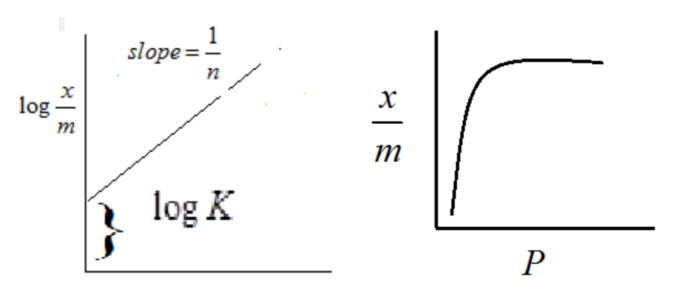 slope = 1/n
log x/m
log K
x/m
P